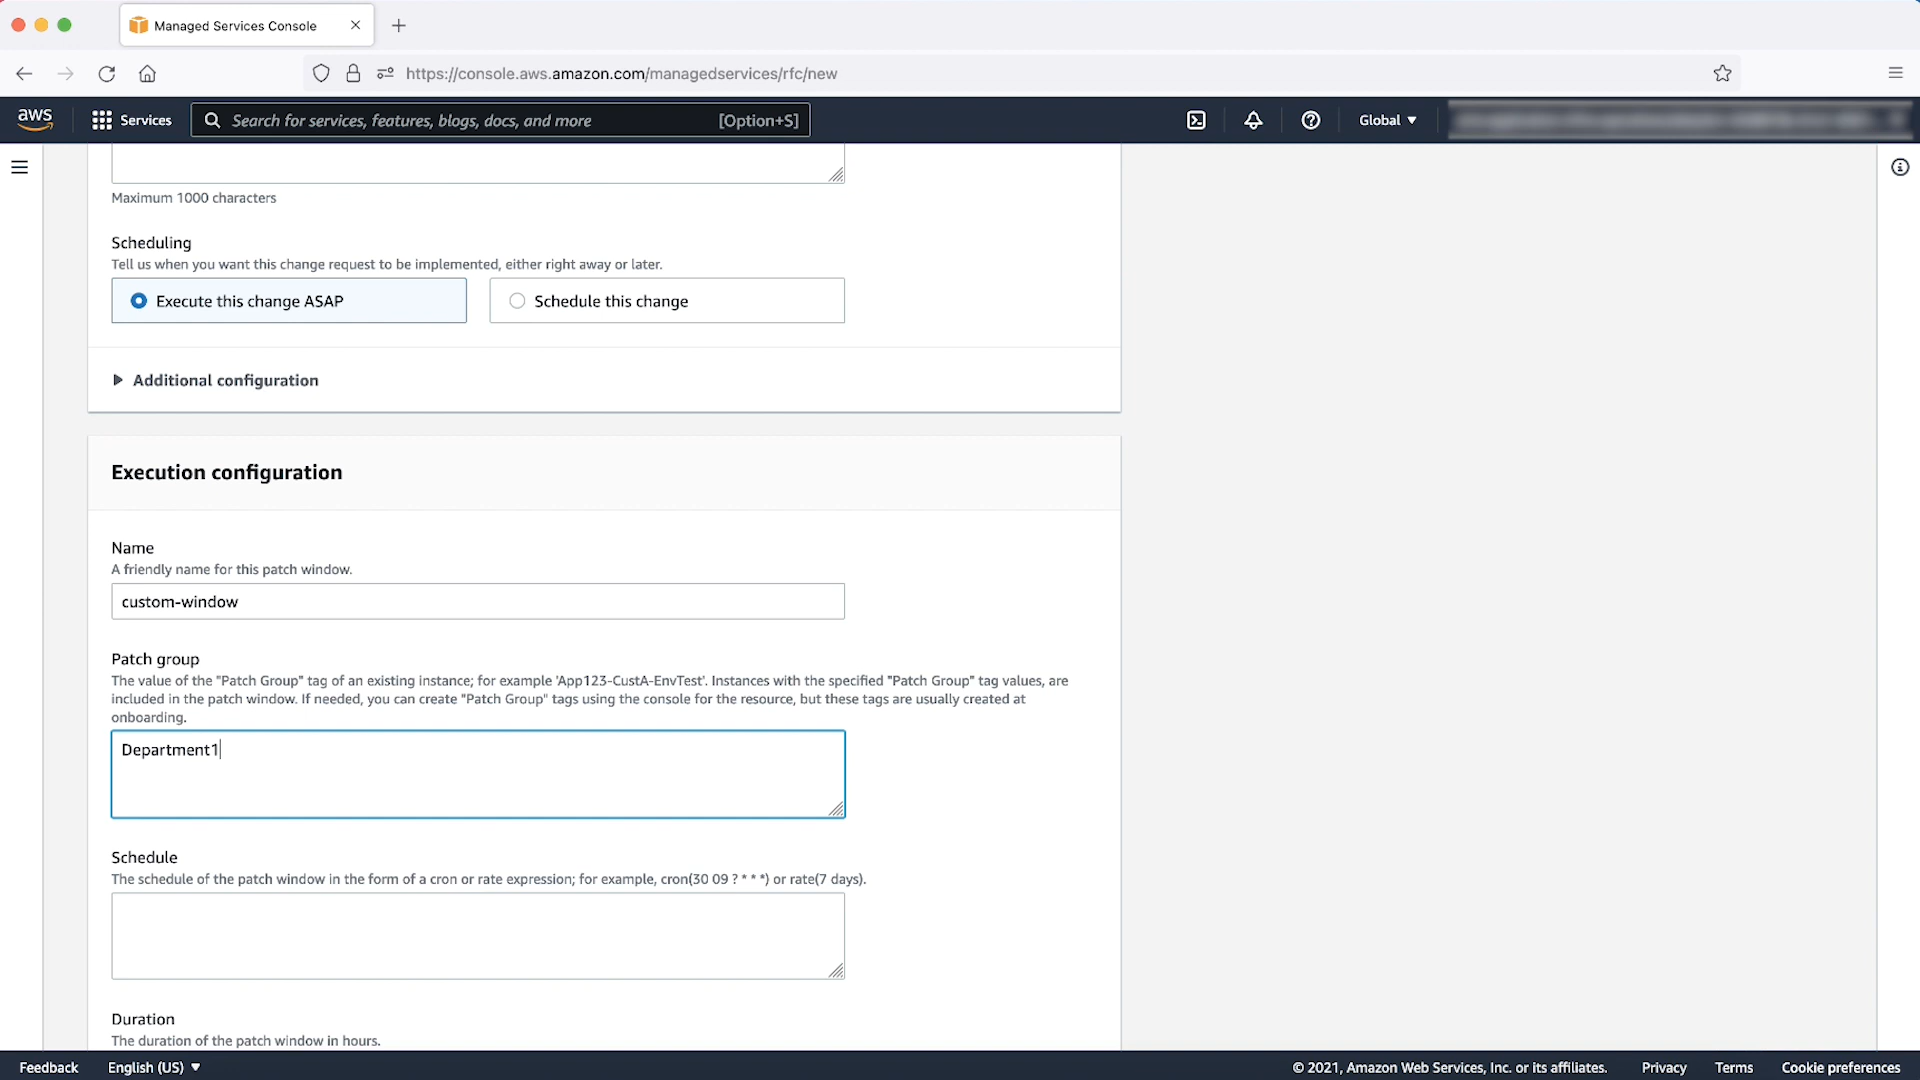 Managed Services Console
https://console.aws.amazon.com/managedservices/rfc/new
aws
Services
Search for services, features, blogs, docs, and more
[Option+S]
Global
Maximum 1000 characters
Scheduling
Tell us when you want this change request to be implemented, either right away or later.
Execute this change ASAP
Schedule this change
Additional configuration
Execution configuration
Name
A friendly name for this patch window.
custom-window
Patch group
The value of the "Patch Group" tag of an existing instance; for example 'App123-CustA-EnvTest'. Instances with the specified "Patch Group" tag values, are
included in the patch window. If needed, you can create "Patch Group" tags using the console for the resource, but these tags are usually created at
onboarding.
Department1
Schedule
The schedule of the patch window in the form of a cron or rate expression; for example, cron(30 09 ? * * *) or rate(7 days).
Duration
The duration of the patch window in hours.
Feedback
English (US)
© 2021, Amazon Web Services, Inc. or its affiliates.
Privacy
Terms
Cookie preferences